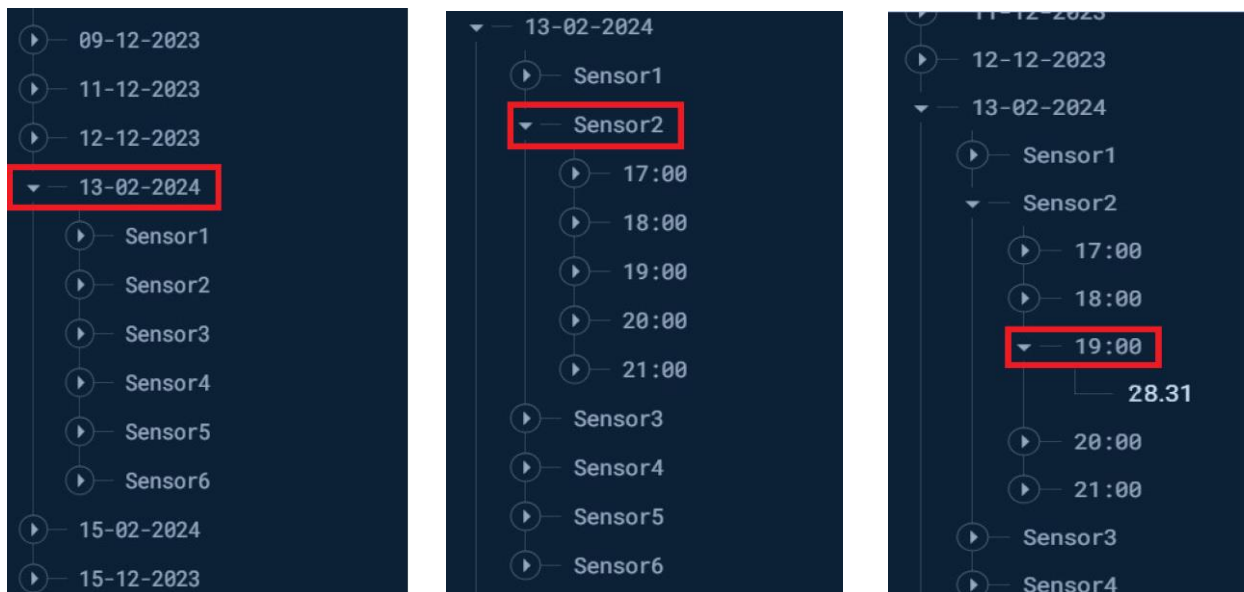 09-12-2023
11-12-2023
12-12-2023
13-02-2024
Sensor1
Sensor2
Sensor3
Sensor4
Sensor5
Sensor6
15-02-2024
15-12-2023
13-02-2024
Sensor1
Sensor2
17:00
18:00
19:00
20:00
21:00
Sensor3
Sensor4
Sensor5
Sensor6
11-12-2023
12-12-2023
13-02-2024
Sensor1
Sensor2
17:00
18:00
19:00
28.31
20:00
21:00
Sensor3
Sensor4